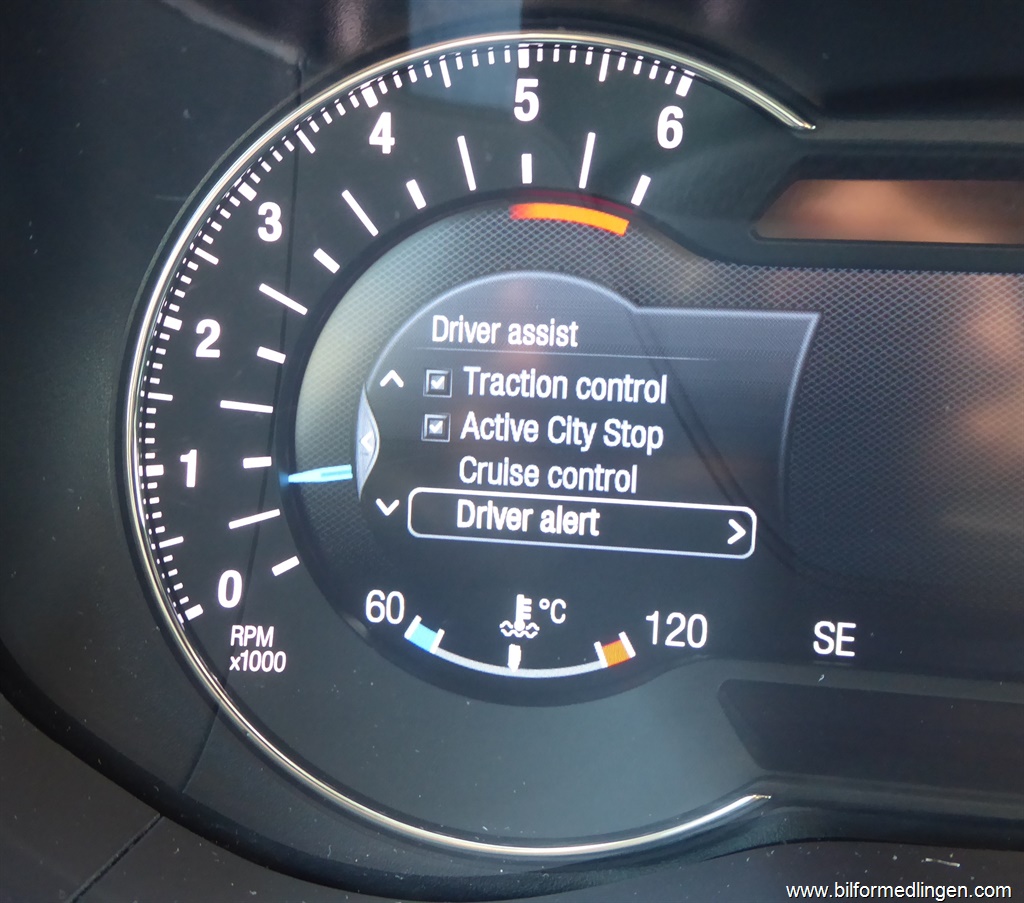 5
6
4
3
2
1
0
RPM
x1000
Driver assist
Traction control
Active City Stop
Cruise control
Driver alert
60 °C 120
SE
www.bilformedlingen.com